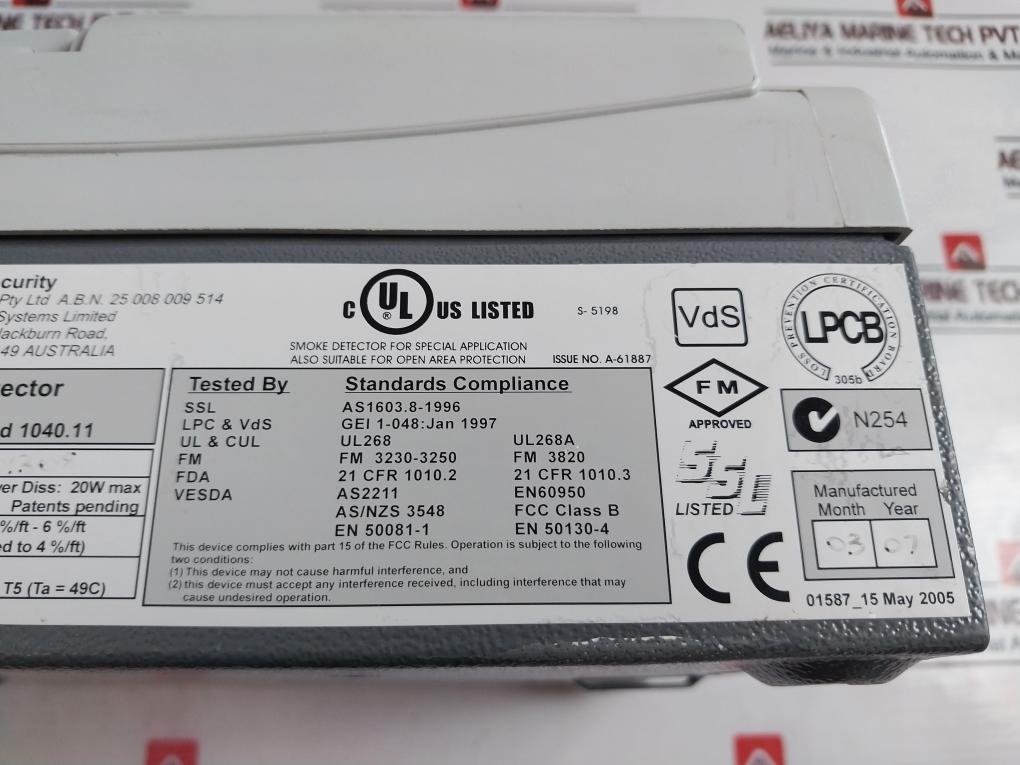 AELIYA MARINE TECH PVT
Marine & Industrial Automation & Ma
curity
Pty Ltd A.B.N. 25 008 009 514
Systems Limited
lackburn Road,
49 AUSTRALIA
C UL ® US LISTED
S- 5198
SMOKE DETECTOR FOR SPECIAL APPLICATION
ALSO SUITABLE FOR OPEN AREA PROTECTION
ISSUE NO. A-61887
VdS
LOSS PREVENTION CERTIFICATION BOARD
LPCB
305b
tector
d 1040.11
wer Diss: 20W max
Patents pending
%/ft - 6 %/ft
ed to 4 %/ft)
T5 (Ta = 49C)
Tested By Standards Compliance
SSL AS1603.8-1996
LPC & VdS GEI 1-048:Jan 1997
UL & CUL UL268 UL268A
FM FM 3230-3250 FM 3820
FDA 21 CFR 1010.2 21 CFR 1010.3
VESDA AS2211 EN60950
AS/NZS 3548 FCC Class B
EN 50081-1 EN 50130-4
This device complies with part 15 of the FCC Rules. Operation is subject to the following
two conditions:
(1) This device may not cause harmful interference, and
(2) this device must accept any interference received, including interference that may
cause undesired operation.
FM
APPROVED
SSL
LISTED
N254
CE
Manufactured
Month Year
03 07
01587_15 May 2005